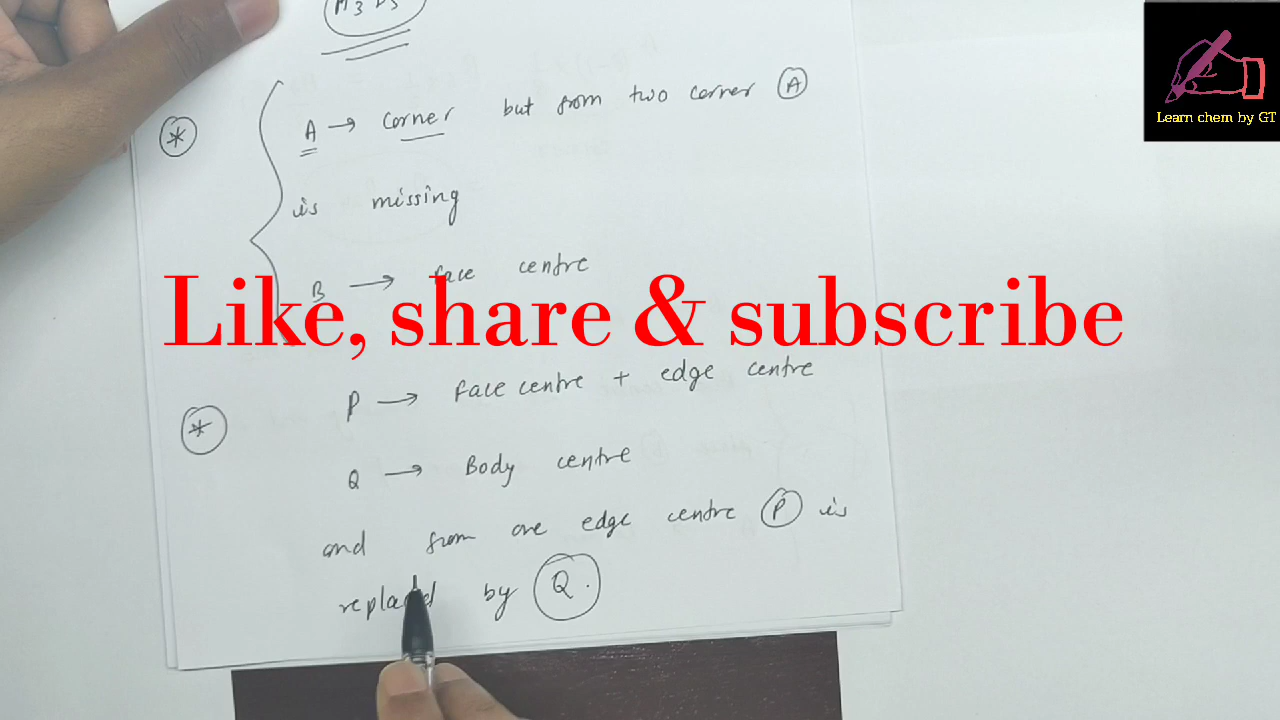 Learn chem by GT
A → corner but from two corner A
is missing
B → face centre
Like, share & subscribe
P → face centre + edge centre
Q → Body centre
and from one edge centre P is
replaced by Q.